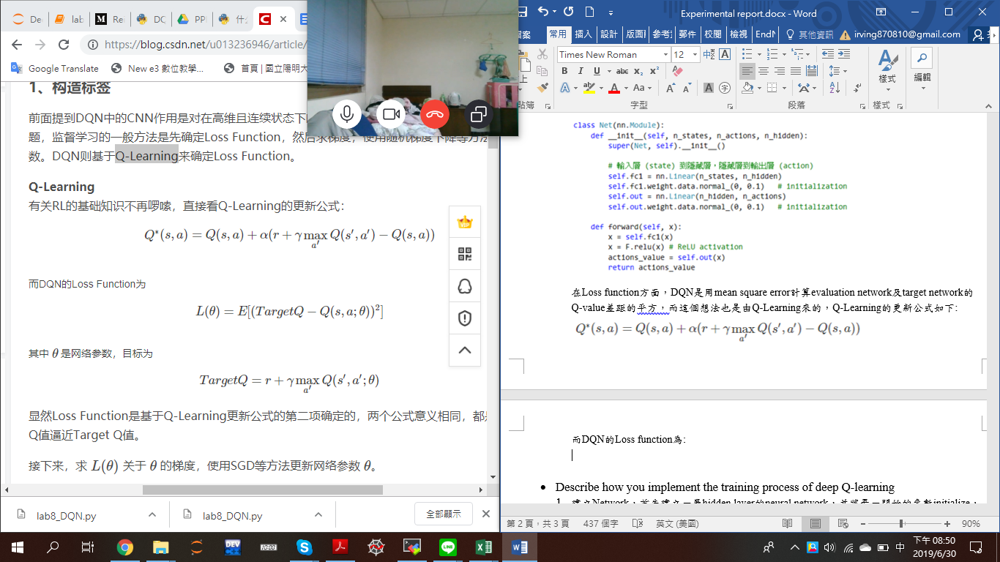 De
lab
Re
DC
PP
什
https://blog.csdn.net/u013236946/article/
Google Translate
New e3 數位教學...
首頁 | 國立陽明大
1、构造标签
前面提到DQN中的CNN作用是对在高维且连续状态下
题，监督学习的一般方法是先确定Loss Function，然后求梯度，使用随机梯度下降等方法
数。DQN则基于Q-Learning来确定Loss Function。
Q-Learning
有关RL的基础知识不再啰嗦，直接看Q-Learning的更新公式：
Q*(s,a) = Q(s,a) + α(r + γ max_{a′} Q(s′,a′) − Q(s,a))
而DQN的Loss Function为
L(θ) = E[(TargetQ − Q(s,a;θ))²]
其中 θ 是网络参数，目标为
TargetQ = r + γ max_{a′} Q(s′,a′;θ)
显然Loss Function是基于Q-Learning更新公式的第二项确定的，两个公式意义相同，都是
Q值逼近Target Q值。
接下来，求 L(θ) 关于 θ 的梯度，使用SGD等方法更新网络参数 θ。
lab8_DQN.py
lab8_DQN.py
全部顯示
Experimental report.docx - Word
檔案 常用 插入 設計 版面 參考 郵件 校閱 檢視 EndN 其他資訊 irving870810@gmail.com
Times New Roman 12
B I U abc x₂ x²
A ab A Aa A A A 字
貼上 樣式 編輯
貼簿 字型 段落 樣式
class Net(nn.Module):
def __init__(self, n_states, n_actions, n_hidden):
super(Net, self).__init__()
# 輸入層 (state) 到隱藏層，隱藏層到輸出層 (action)
self.fc1 = nn.Linear(n_states, n_hidden)
self.fc1.weight.data.normal_(0, 0.1) # initialization
self.out = nn.Linear(n_hidden, n_actions)
self.out.weight.data.normal_(0, 0.1) # initialization
def forward(self, x):
x = self.fc1(x)
x = F.relu(x) # ReLU activation
actions_value = self.out(x)
return actions_value
在Loss function方面，DQN是用mean square error計算evaluation network及target network的
Q-value差距的平方，而這個想法也是由Q-Learning來的，Q-Learning的更新公式如下:
Q*(s,a) = Q(s,a) + α(r + γ max_{a′} Q(s′,a′) − Q(s,a))
而DQN的Loss function為:
• Describe how you implement the training process of deep Q-learning
1. 建立Network，首先建立一層hidden layer的neural network，並將最一開始的參數initialize，
第 2 頁，共 3 頁 437 個字 英文 (美國) 90%
DEV
中
下午 08:50
2019/6/30